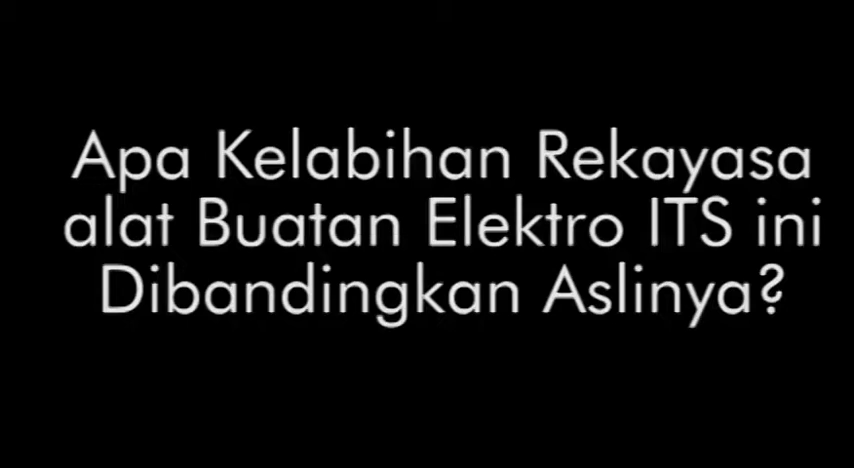 Apa Kelabihan Rekayasa
alat Buatan Elektro ITS ini
Dibandingkan Aslinya?